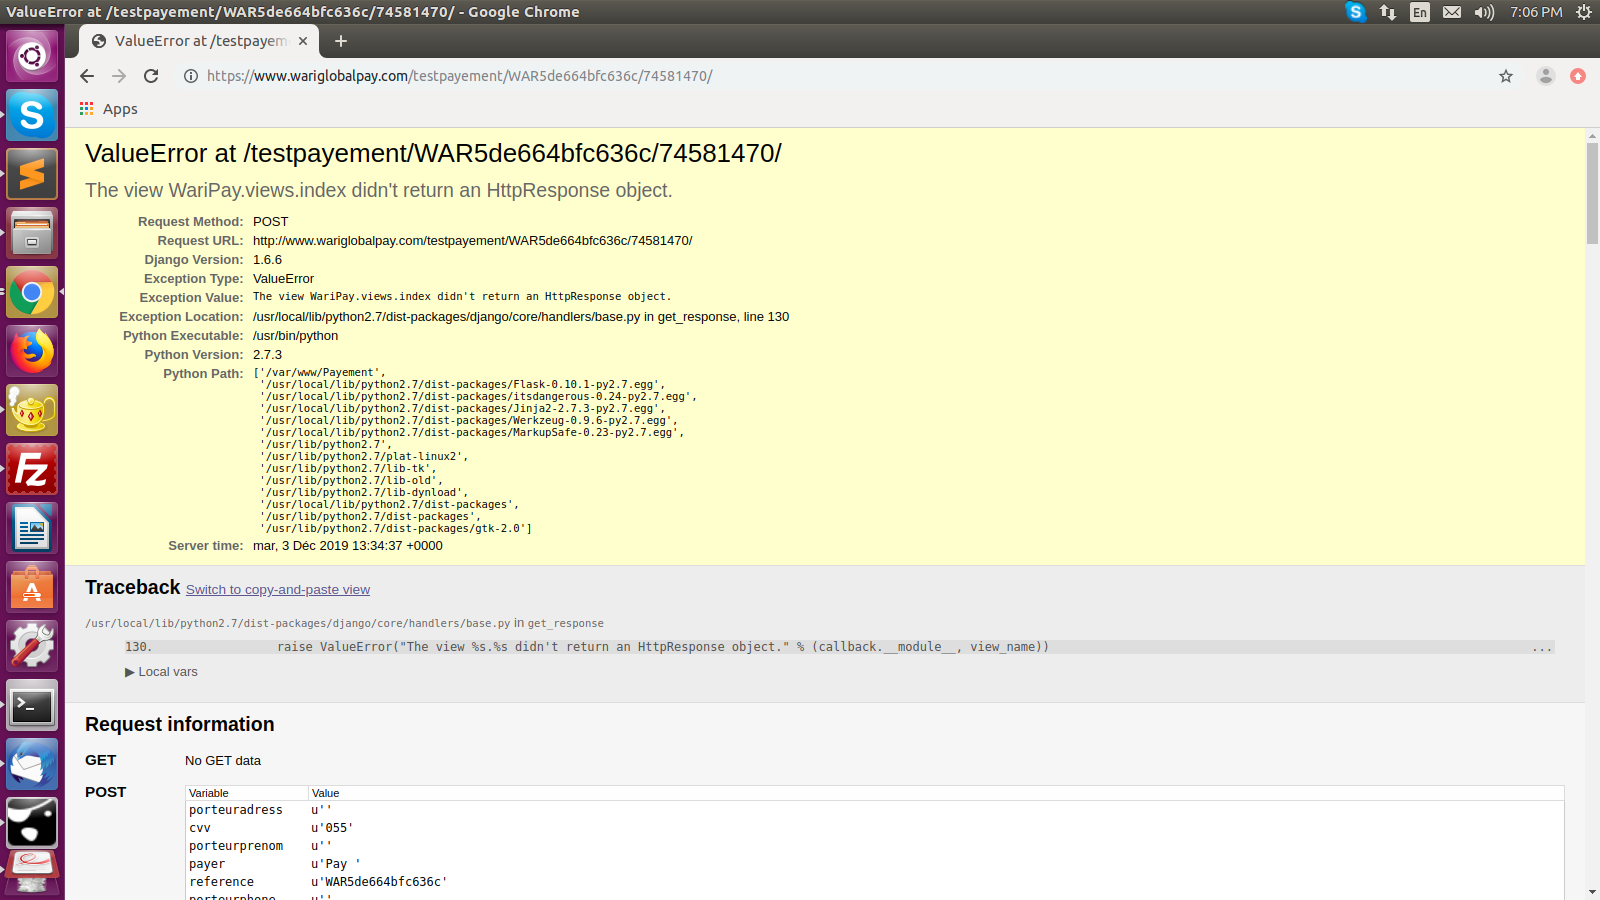 ValueError at /testpayement/WAR5de664bfc636c/74581470/ - Google Chrome
En
7:06 PM
ValueError at /testpayem
https://www.wariglobalpay.com/testpayement/WAR5de664bfc636c/74581470/
Apps
ValueError at /testpayement/WAR5de664bfc636c/74581470/
The view WariPay.views.index didn't return an HttpResponse object.
Request Method: POST
Request URL: http://www.wariglobalpay.com/testpayement/WAR5de664bfc636c/74581470/
Django Version: 1.6.6
Exception Type: ValueError
Exception Value: The view WariPay.views.index didn't return an HttpResponse object.
Exception Location: /usr/local/lib/python2.7/dist-packages/django/core/handlers/base.py in get_response, line 130
Python Executable: /usr/bin/python
Python Version: 2.7.3
Python Path: ['/var/www/Payement',
'/usr/local/lib/python2.7/dist-packages/Flask-0.10.1-py2.7.egg',
'/usr/local/lib/python2.7/dist-packages/itsdangerous-0.24-py2.7.egg',
'/usr/local/lib/python2.7/dist-packages/Jinja2-2.7.3-py2.7.egg',
'/usr/local/lib/python2.7/dist-packages/Werkzeug-0.9.6-py2.7.egg',
'/usr/local/lib/python2.7/dist-packages/MarkupSafe-0.23-py2.7.egg',
'/usr/lib/python2.7',
'/usr/lib/python2.7/plat-linux2',
'/usr/lib/python2.7/lib-tk',
'/usr/lib/python2.7/lib-old',
'/usr/lib/python2.7/lib-dynload',
'/usr/local/lib/python2.7/dist-packages',
'/usr/lib/python2.7/dist-packages',
'/usr/lib/python2.7/dist-packages/gtk-2.0']
Server time: mar, 3 Déc 2019 13:34:37 +0000
Traceback Switch to copy-and-paste view
/usr/local/lib/python2.7/dist-packages/django/core/handlers/base.py in get_response
130. raise ValueError("The view %s.%s didn't return an HttpResponse object." % (callback.__module__, view_name)) ...
▶ Local vars
Request information
GET No GET data
POST
Variable Value
porteuradress u''
cvv u'055'
porteurprenom u''
payer u'Pay '
reference u'WAR5de664bfc636c'
porteurphone u''